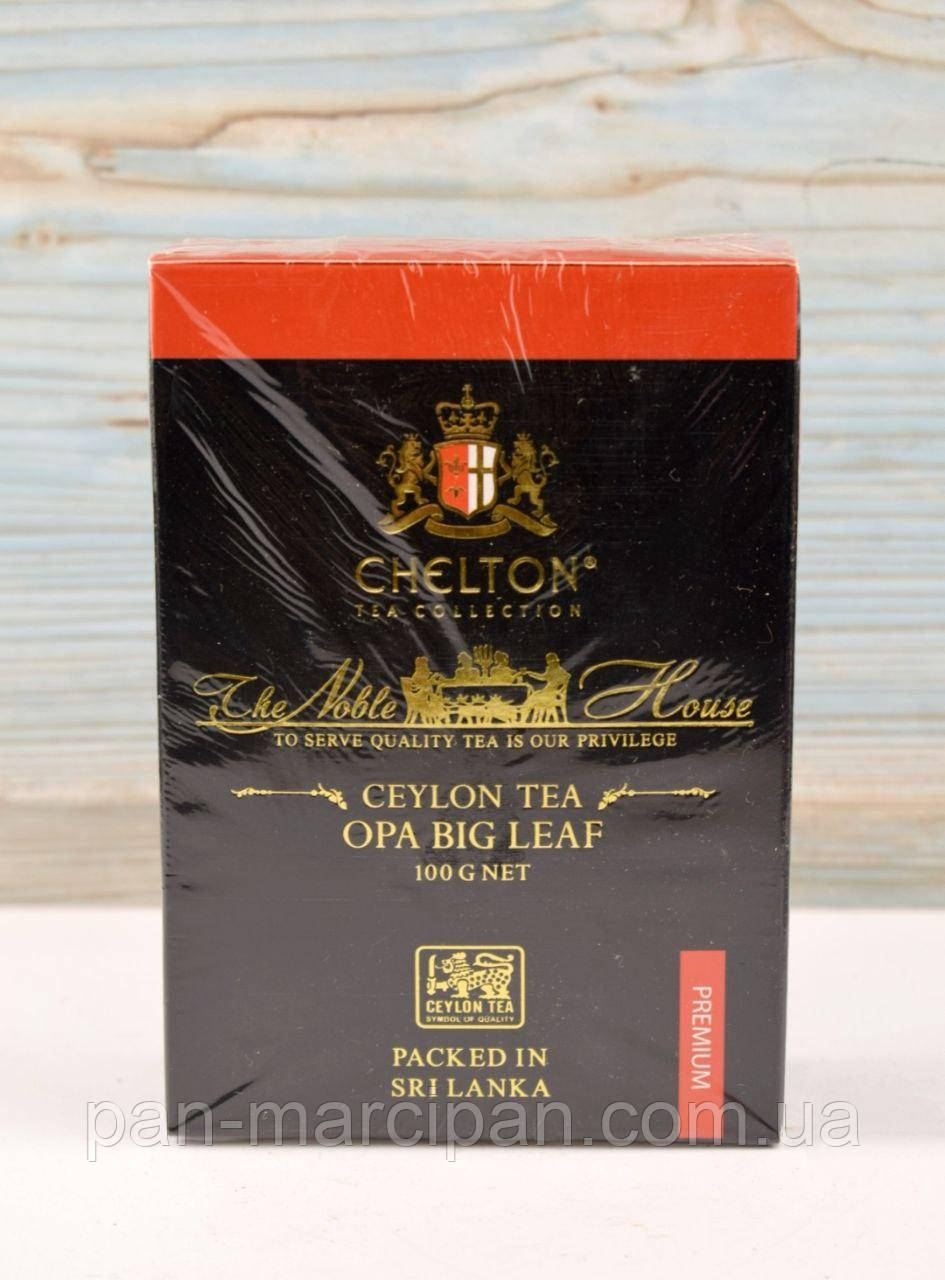 CHELTON®
TEA COLLECTION
The Noble House
TO SERVE QUALITY TEA IS OUR PRIVILEGE
CEYLON TEA
OPA BIG LEAF
100 G NET
CEYLON TEA
SYMBOL OF QUALITY
PREMIUM
PACKED IN
SRI LANKA
pan-marcipan.com.ua